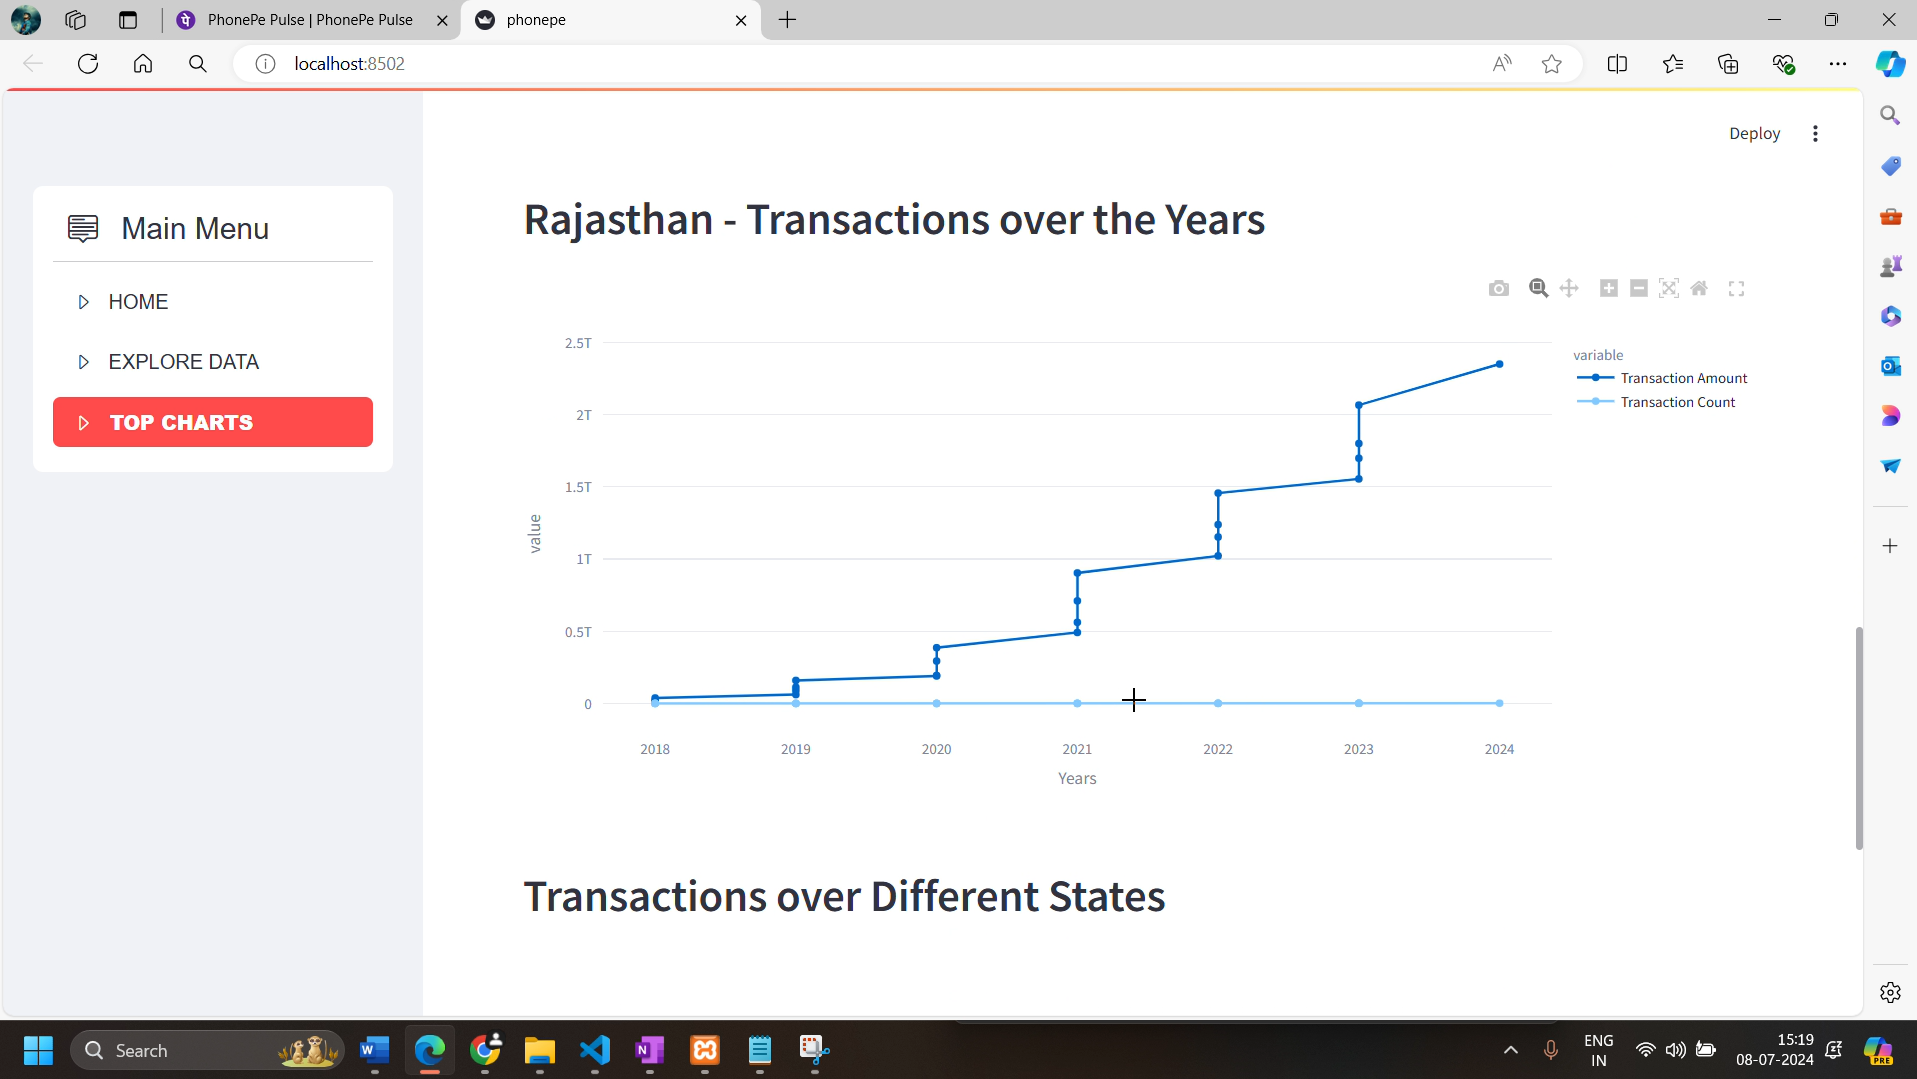 PhonePe Pulse | PhonePe Pulse
phonepe
localhost:8502
Deploy
Main Menu
HOME
EXPLORE DATA
TOP CHARTS
Rajasthan - Transactions over the Years
2.5T
2T
1.5T
1T
0.5T
0
value
2018 2019 2020 2021 2022 2023 2024
Years
variable
Transaction Amount
Transaction Count
Transactions over Different States
Search
ENG
IN
15:19
08-07-2024
PRE